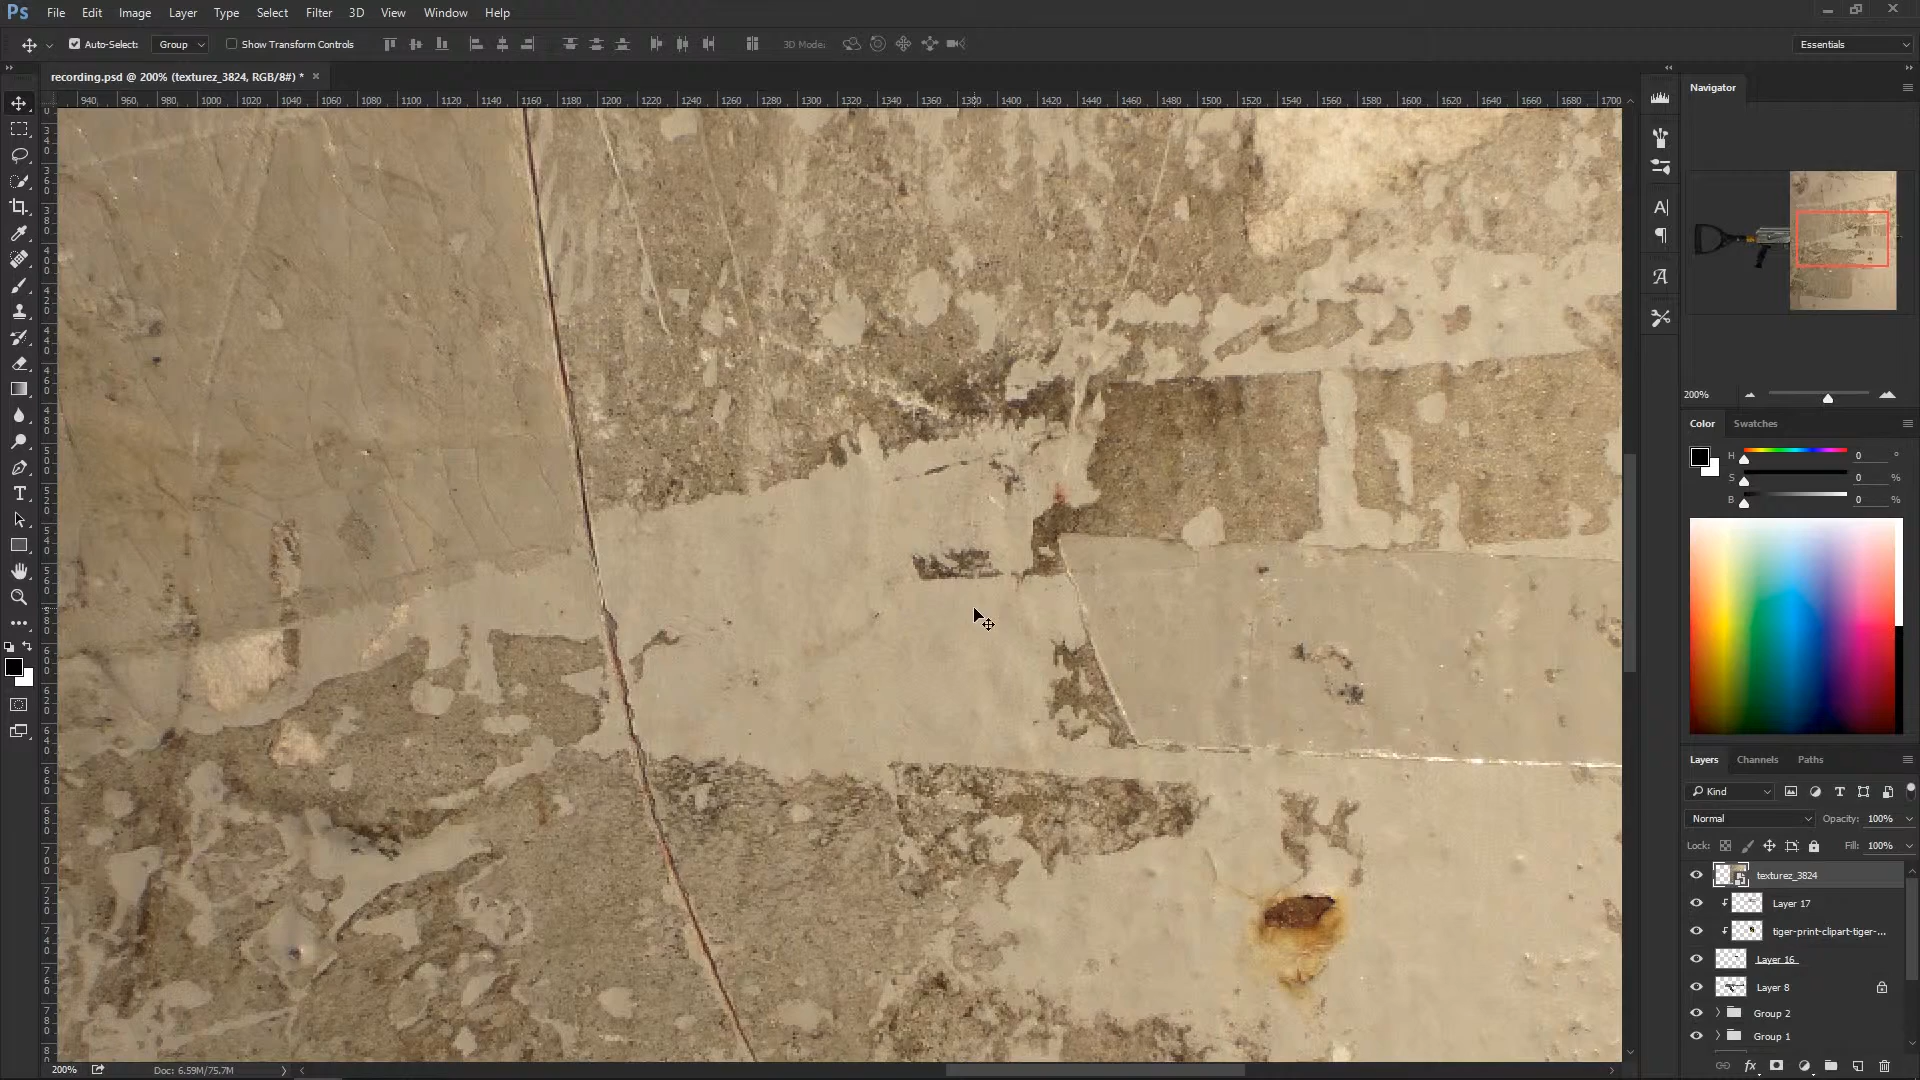 Ps File Edit Image Layer Type Select Filter 3D View Window Help
Auto-Select: Group Show Transform Controls 3D Mode: Essentials
recording.psd @ 200% (texturez_3824, RGB/8#) * ×
940 960 980 1000 1020 1040 1060 1080 1100 1120 1140 1160 1180 1200 1220 1240 1260 1280 1300 1320 1340 1360 1380 1400 1420 1440 1460 1480 1500 1520 1540 1560 1580 1600 1620 1640 1660 1680 1700
Navigator
200%
Color Swatches
H 0 °
S 0 %
B 0 %
Layers Channels Paths
Kind
Normal Opacity: 100%
Lock: Fill: 100%
texturez_3824
Layer 17
tiger-print-clipart-tiger-...
Layer 16
Layer 8
Group 2
Group 1
200% Doc: 6.59M/75.7M